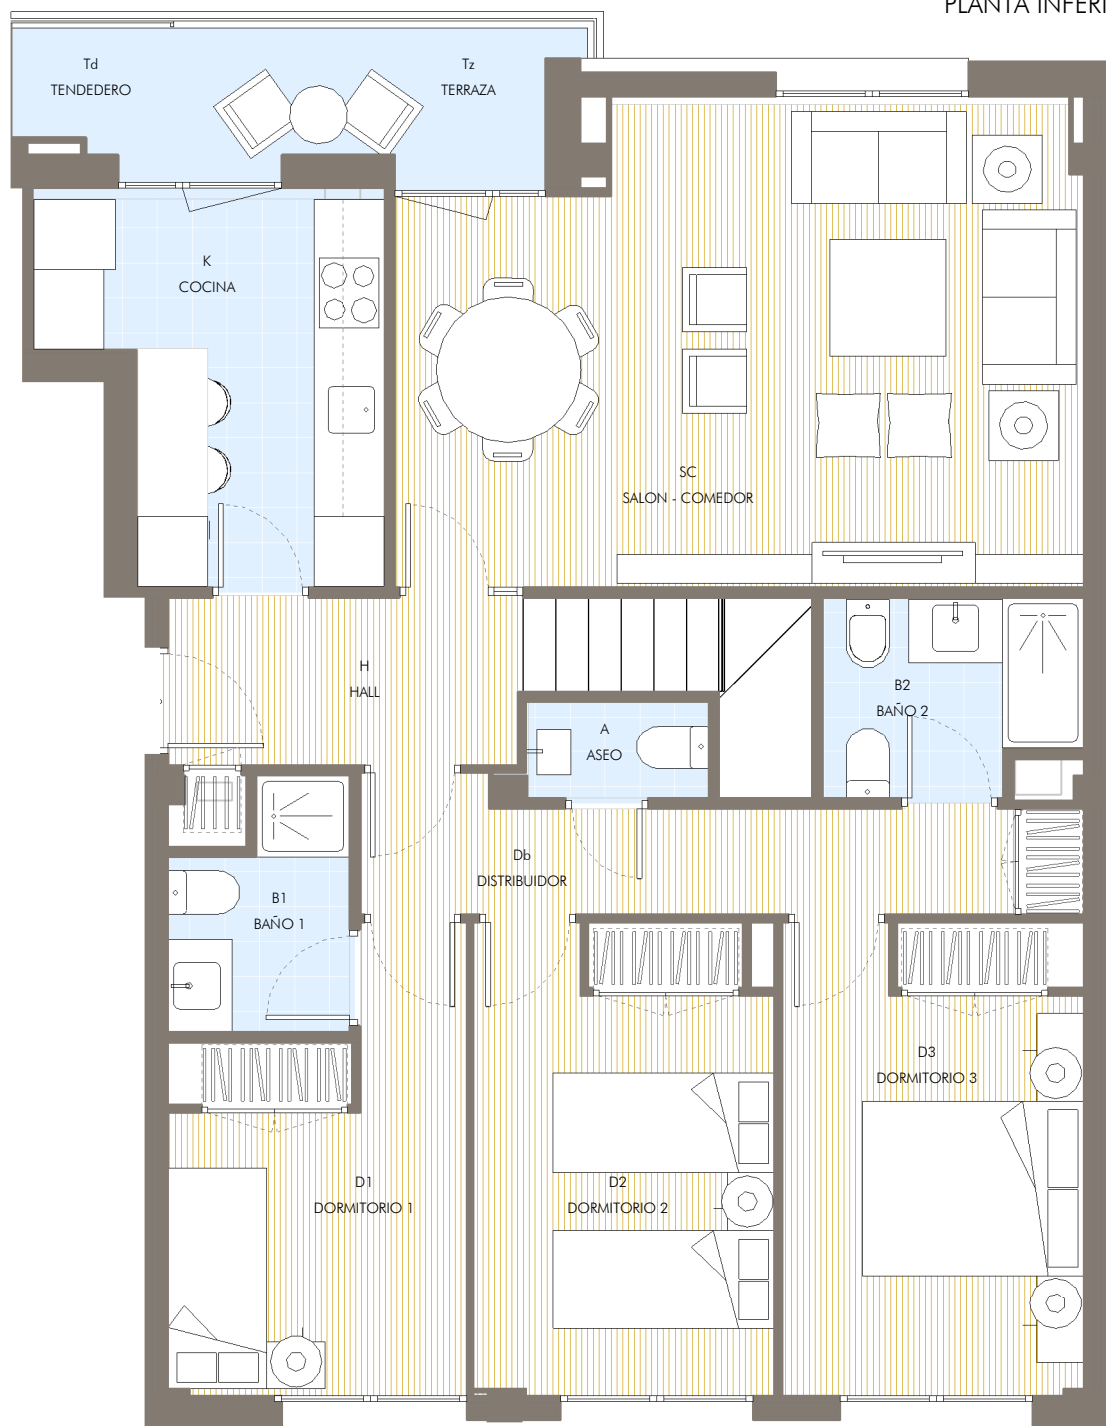 PLANTA INFERI
Td
TENDEDERO
Tz
TERRAZA
K
COCINA
SC
SALON - COMEDOR
H
HALL
A
ASEO
B2
BAÑO 2
Db
DISTRIBUIDOR
B1
BAÑO 1
D3
DORMITORIO 3
D1
DORMITORIO 1
D2
DORMITORIO 2